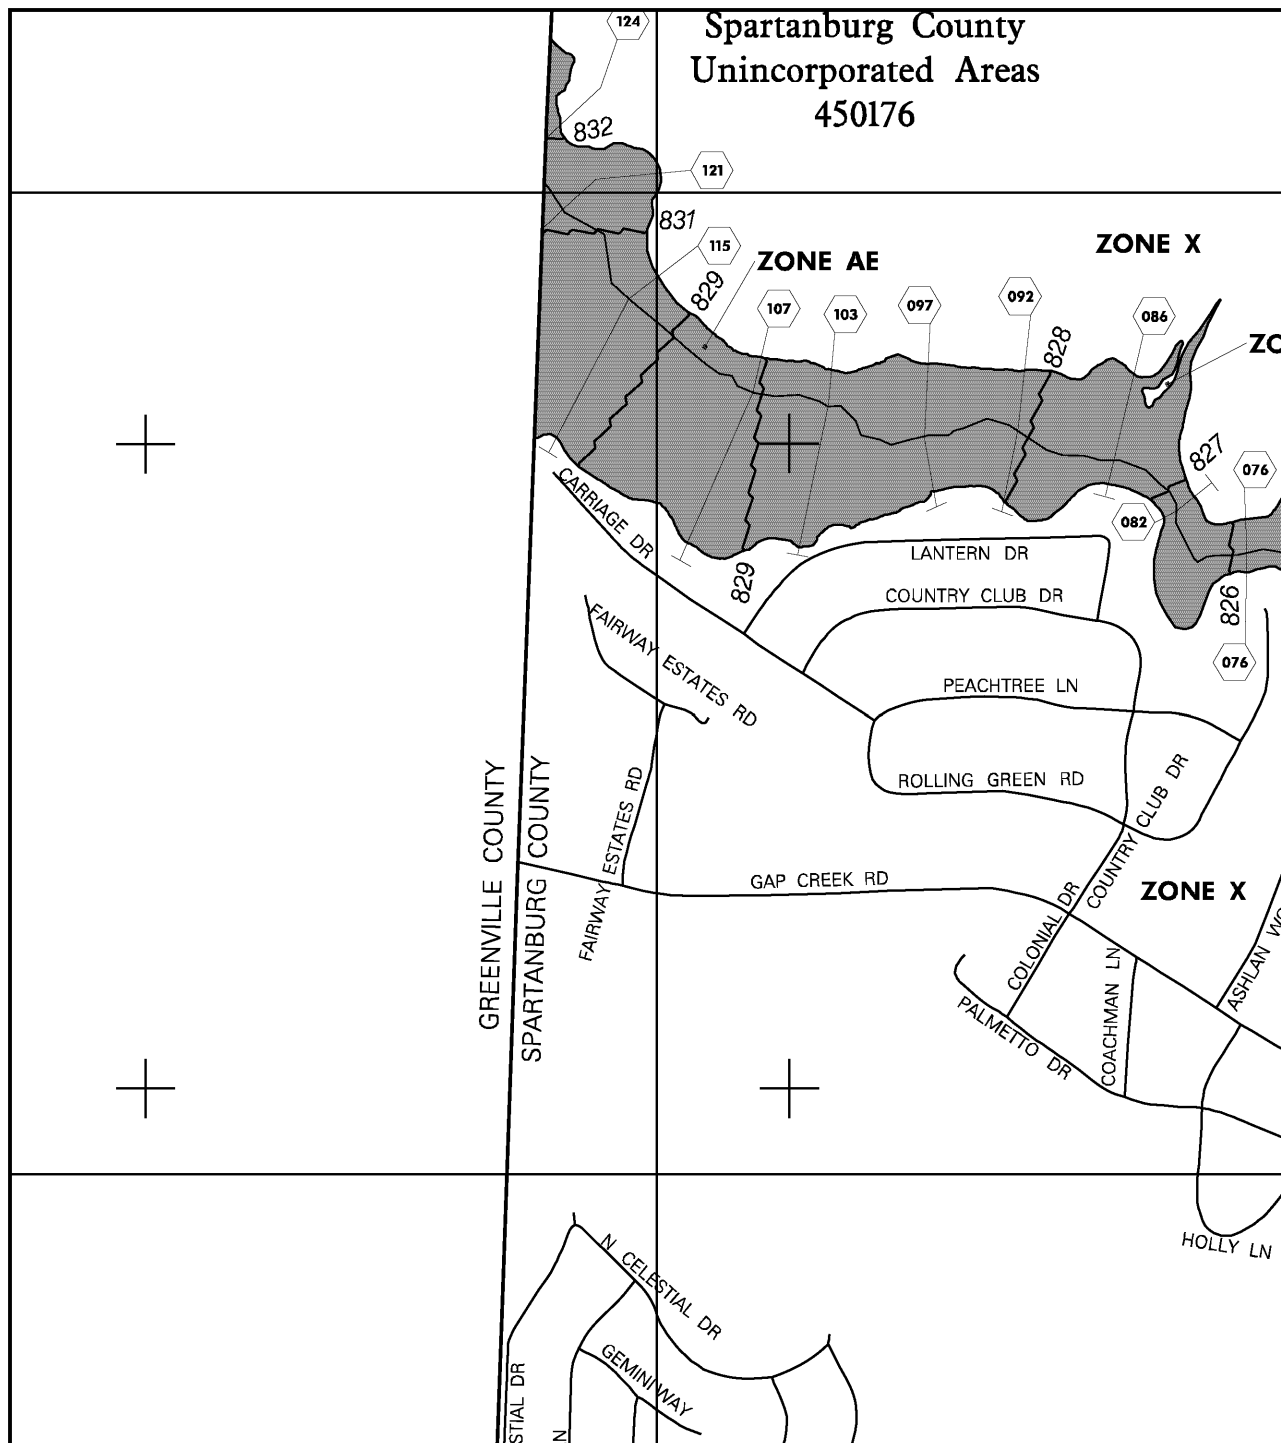 Spartanburg County
Unincorporated Areas
450176
124
832
121
831
115
ZONE AE
ZONE X
829
107
103
097
092
828
086
827
076
082
CARRIAGE DR
LANTERN DR
829
COUNTRY CLUB DR
826
FAIRWAY ESTATES RD
076
PEACHTREE LN
ROLLING GREEN RD
COUNTRY CLUB DR
GREENVILLE COUNTY
SPARTANBURG COUNTY
FAIRWAY ESTATES RD
GAP CREEK RD
ZONE X
COLONIAL DR
ASHLAN
COACHMAN LN
PALMETTO DR
HOLLY LN
N CELESTIAL DR
GEMINI WAY
STIAL DR
N